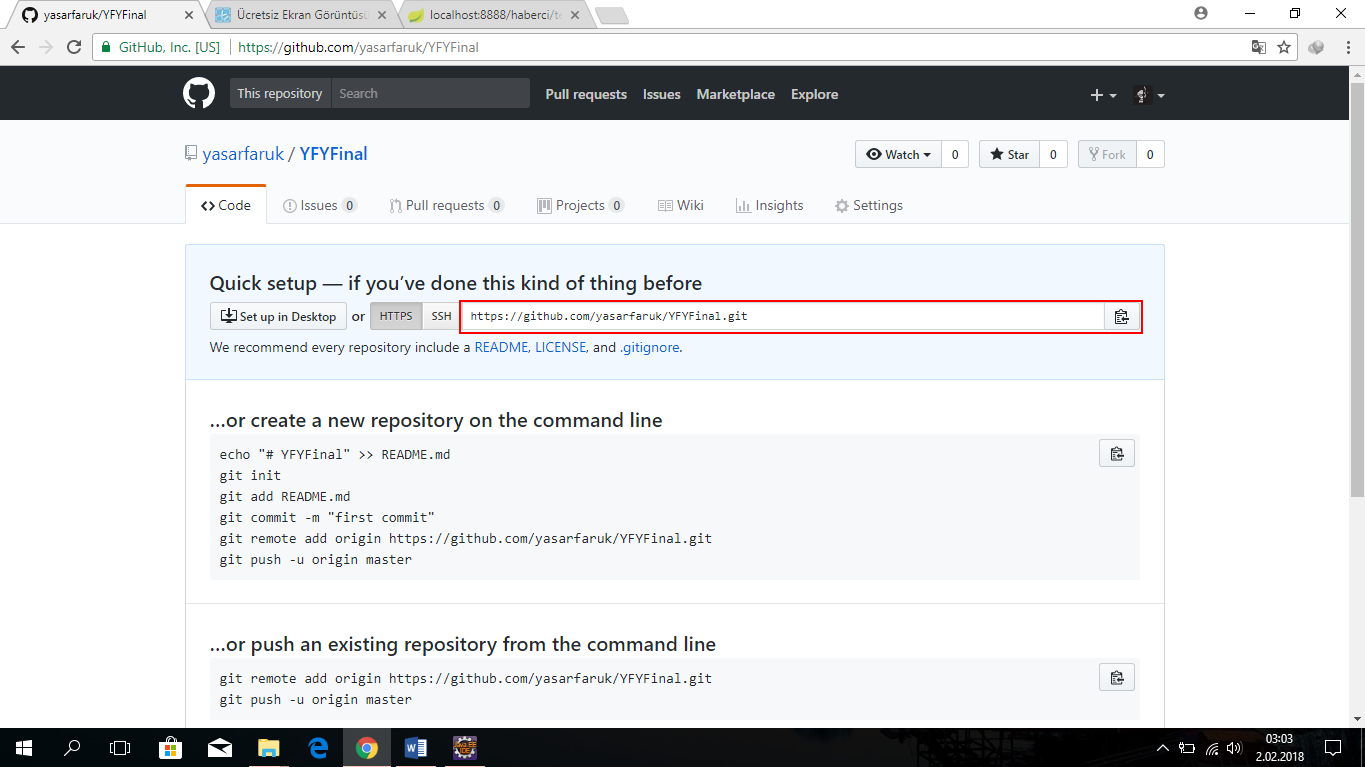 yasarfaruk/YFYFinal
Ücretsiz Ekran Görüntüsü
localhost:8888/haberci/te
GitHub, Inc. [US]
https://github.com/yasarfaruk/YFYFinal
This repository
Search
Pull requests
Issues
Marketplace
Explore
yasarfaruk / YFYFinal
Watch 0
Star 0
Fork 0
Code
Issues 0
Pull requests 0
Projects 0
Wiki
Insights
Settings
Quick setup — if you’ve done this kind of thing before
Set up in Desktop or HTTPS SSH https://github.com/yasarfaruk/YFYFinal.git
We recommend every repository include a README, LICENSE, and .gitignore.
…or create a new repository on the command line
echo "# YFYFinal" >> README.md
git init
git add README.md
git commit -m "first commit"
git remote add origin https://github.com/yasarfaruk/YFYFinal.git
git push -u origin master
…or push an existing repository from the command line
git remote add origin https://github.com/yasarfaruk/YFYFinal.git
git push -u origin master
03:03
2.02.2018